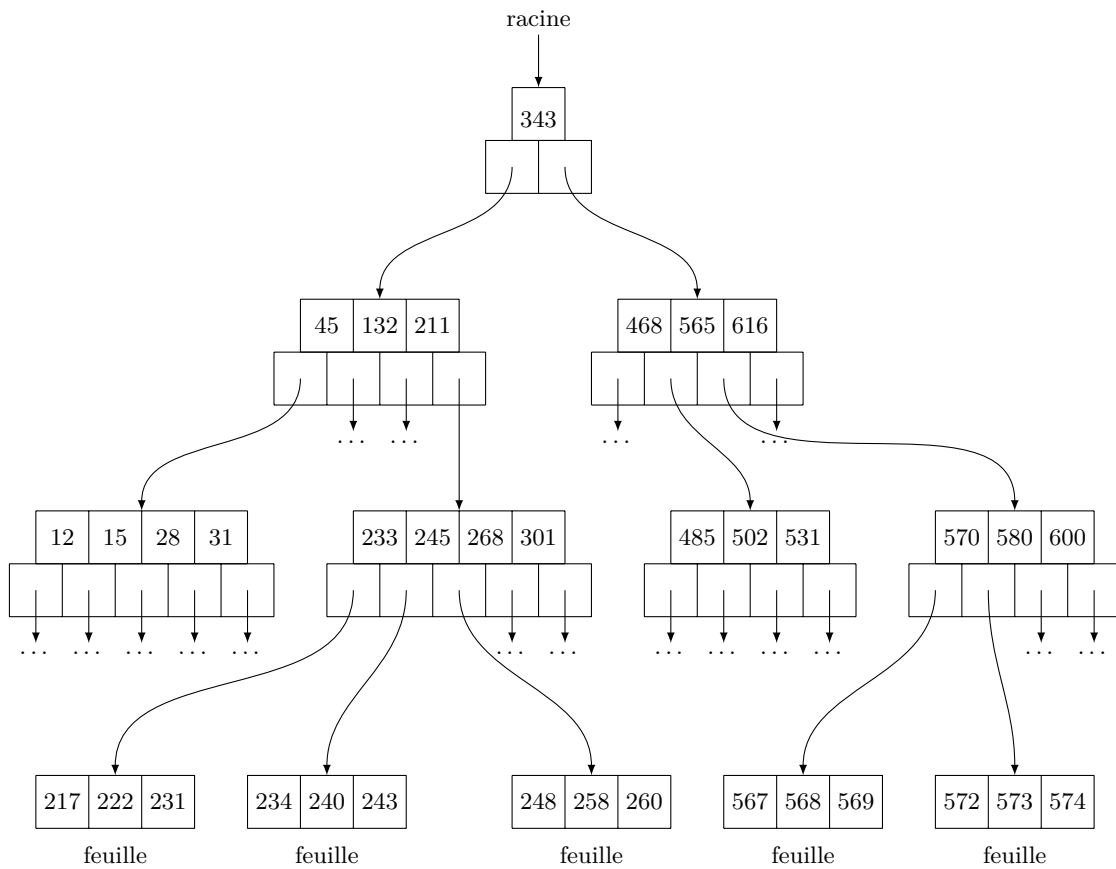 racine
343
45 132 211 468 565 616
... ... ... ...
12 15 28 31 233 245 268 301 485 502 531 570 580 600
... ... ... ... ... ... ... ... ... ... ... ... ...
217 222 231 234 240 243 248 258 260 567 568 569 572 573 574
feuille feuille feuille feuille feuille